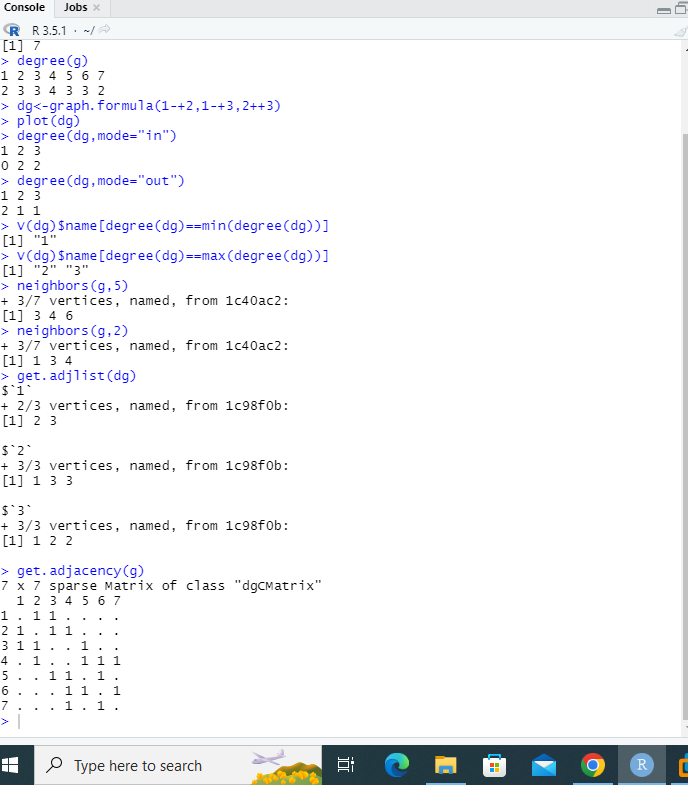 Console Jobs ×
R R 3.5.1 · ~/
[1] 7
> degree(g)
1 2 3 4 5 6 7
2 3 3 4 3 3 2
> dg<-graph.formula(1-+2,1-+3,2++3)
> plot(dg)
> degree(dg,mode="in")
1 2 3
0 2 2
> degree(dg,mode="out")
1 2 3
2 1 1
> V(dg)$name[degree(dg)==min(degree(dg))]
[1] "1"
> V(dg)$name[degree(dg)==max(degree(dg))]
[1] "2" "3"
> neighbors(g,5)
+ 3/7 vertices, named, from 1c40ac2:
[1] 3 4 6
> neighbors(g,2)
+ 3/7 vertices, named, from 1c40ac2:
[1] 1 3 4
> get.adjlist(dg)
$`1`
+ 2/3 vertices, named, from 1c98f0b:
[1] 2 3

$`2`
+ 3/3 vertices, named, from 1c98f0b:
[1] 1 3 3

$`3`
+ 3/3 vertices, named, from 1c98f0b:
[1] 1 2 2

> get.adjacency(g)
7 x 7 sparse Matrix of class "dgCMatrix"
  1 2 3 4 5 6 7
1 . 1 1 . . . .
2 1 . 1 1 . . .
3 1 1 . . 1 . .
4 . 1 . . 1 1 1
5 . . 1 1 . 1 .
6 . . . 1 1 . 1
7 . . . 1 . 1 .
>
Type here to search
R